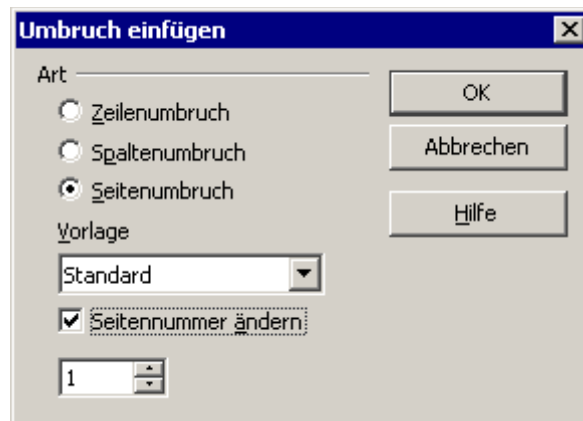 Umbruch einfügen
Art
Zeilenumbruch
Spaltenumbruch
Seitenumbruch
Vorlage
Standard
Seitennummer ändern
1
OK
Abbrechen
Hilfe